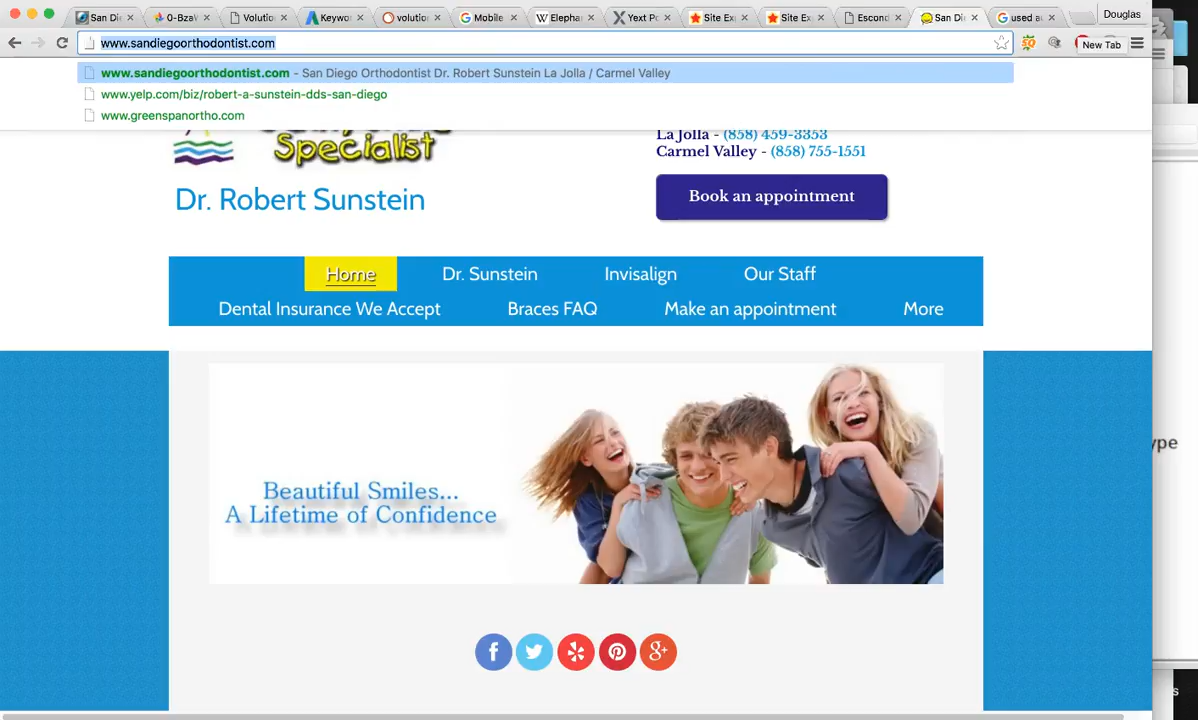 San Di
0-BzaV
Volutio
Keywo
volutio
Mobile
Elepha
Yext Po
Site Exa
Site Exa
Escond
San Di
used au
Douglas
www.sandiegoorthodontist.com
New Tab
www.sandiegoorthodontist.com - San Diego Orthodontist Dr. Robert Sunstein La Jolla / Carmel Valley
www.yelp.com/biz/robert-a-sunstein-dds-san-diego
www.greenspanortho.com
Specialist
La Jolla - (858) 459-3353
Carmel Valley - (858) 755-1551
Dr. Robert Sunstein
Book an appointment
Home Dr. Sunstein Invisalign Our Staff
Dental Insurance We Accept Braces FAQ Make an appointment More
ype
Beautiful Smiles...
A Lifetime of Confidence